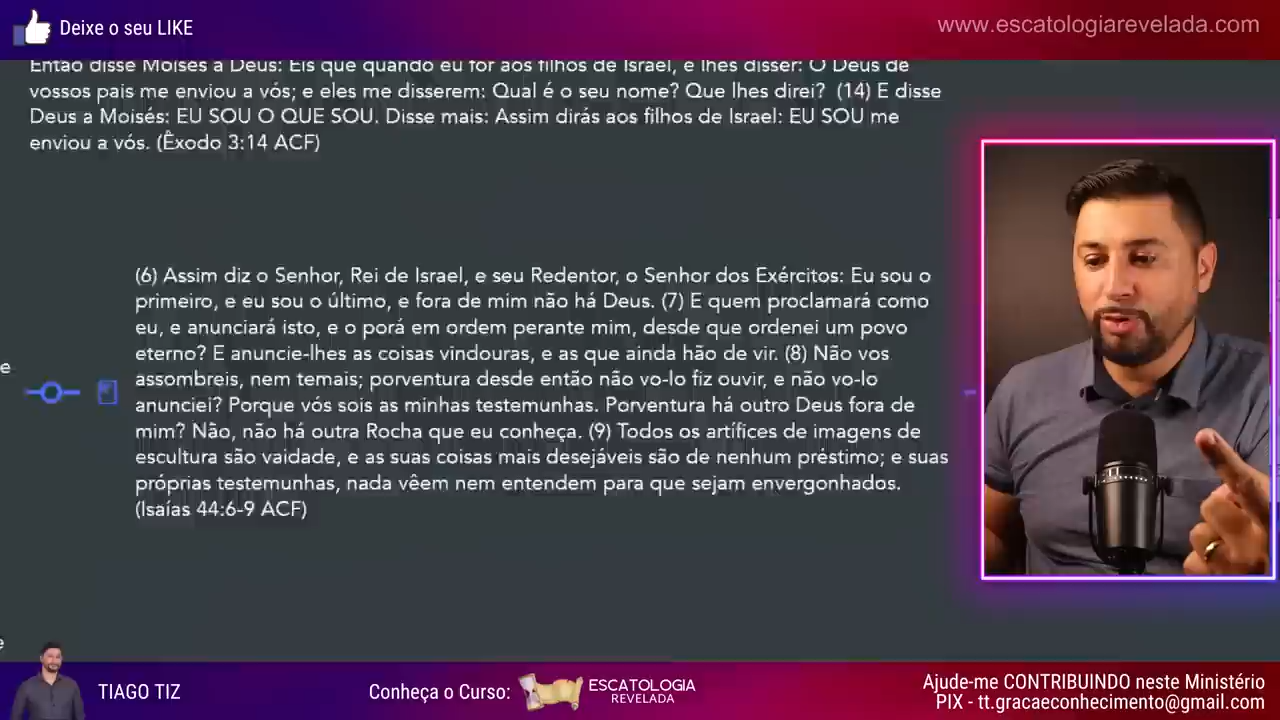 Deixe o seu LIKE
www.escatologiarevelada.com
Então disse Moisés a Deus: Eis que quando eu for aos filhos de Israel, e lhes disser: O Deus de
vossos pais me enviou a vós; e eles me disserem: Qual é o seu nome? Que lhes direi? (14) E disse
Deus a Moisés: EU SOU O QUE SOU. Disse mais: Assim dirás aos filhos de Israel: EU SOU me
enviou a vós. (Êxodo 3:14 ACF)
(6) Assim diz o Senhor, Rei de Israel, e seu Redentor, o Senhor dos Exércitos: Eu sou o
primeiro, e eu sou o último, e fora de mim não há Deus. (7) E quem proclamará como
eu, e anunciará isto, e o porá em ordem perante mim, desde que ordenei um povo
eterno? E anuncie-lhes as coisas vindouras, e as que ainda hão de vir. (8) Não vos
assombreis, nem temais; porventura desde então não vo-lo fiz ouvir, e não vo-lo
anunciei? Porque vós sois as minhas testemunhas. Porventura há outro Deus fora de
mim? Não, não há outra Rocha que eu conheça. (9) Todos os artífices de imagens de
escultura são vaidade, e as suas coisas mais desejáveis são de nenhum préstimo; e suas
próprias testemunhas, nada vêem nem entendem para que sejam envergonhados.
(Isaías 44:6-9 ACF)
e
e
TIAGO TIZ
Conheça o Curso:
ESCATOLOGIA
REVELADA
Ajude-me CONTRIBUINDO neste Ministério
PIX - tt.gracaeconhecimento@gmail.com